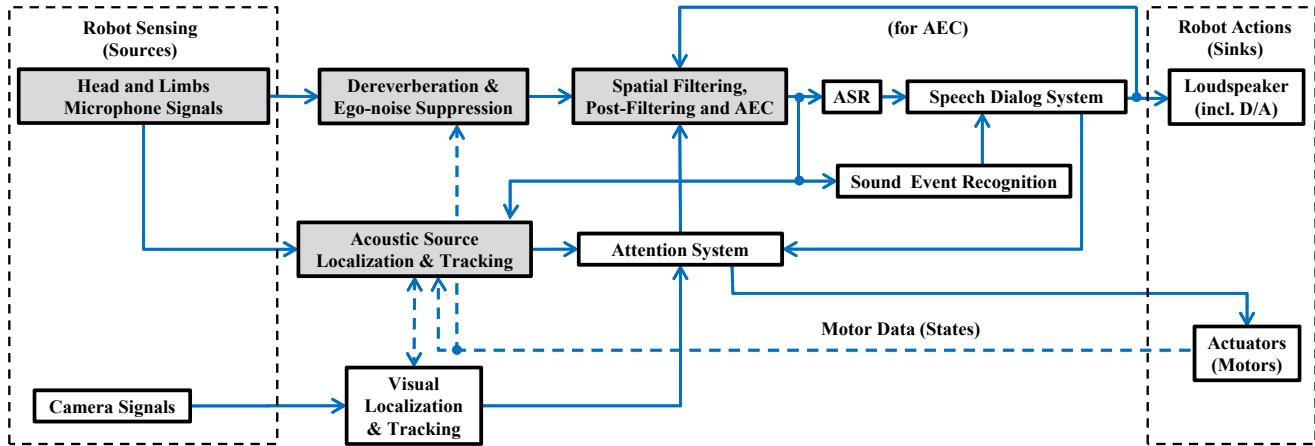 Robot Sensing
(Sources)
(for AEC)
Robot Actions
(Sinks)
Head and Limbs
Microphone Signals
Dereverberation &
Ego-noise Suppression
Spatial Filtering,
Post-Filtering and AEC
ASR
Speech Dialog System
Loudspeaker
(incl. D/A)
Sound Event Recognition
Acoustic Source
Localization & Tracking
Attention System
Motor Data (States)
Actuators
(Motors)
Camera Signals
Visual
Localization
& Tracking